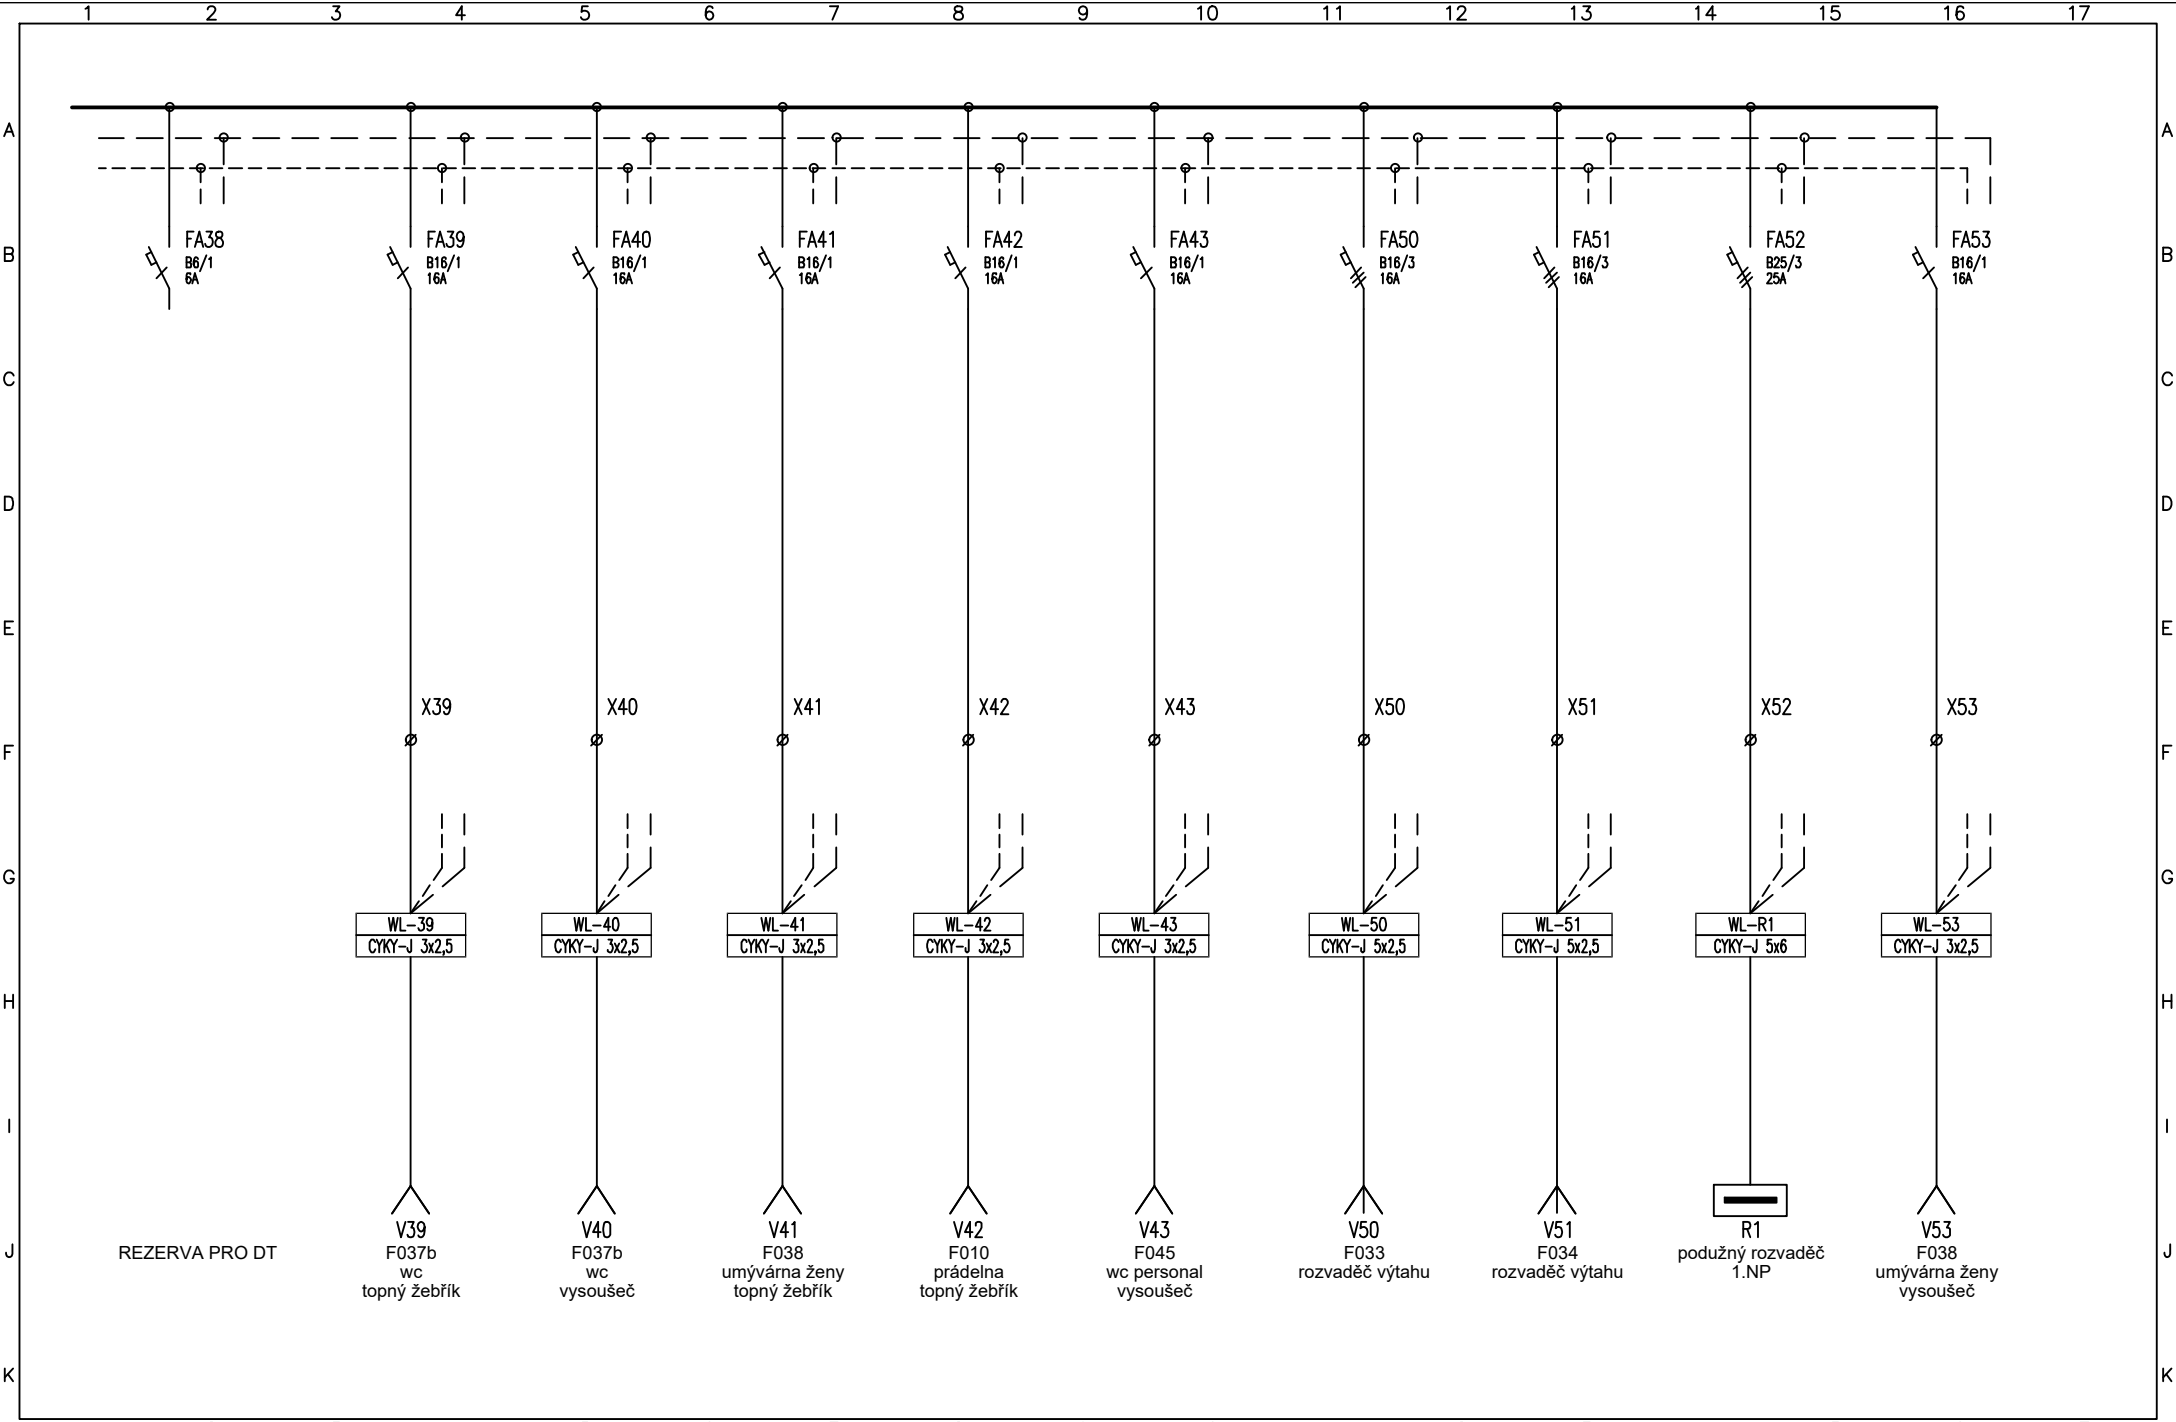 1 2 3 4 5 6 7 8 9 10 11 12 13 14 15 16 17
A A
FA38 FA39 FA40 FA41 FA42 FA43 FA50 FA51 FA52 FA53
B B
B6/1 B16/1 B16/1 B16/1 B16/1 B16/1 B16/3 B16/3 B25/3 B16/1
6A 16A 16A 16A 16A 16A 16A 16A 25A 16A
C C
D D
E E
X39 X40 X41 X42 X43 X50 X51 X52 X53
F F
G G
WL-39 WL-40 WL-41 WL-42 WL-43 WL-50 WL-51 WL-R1 WL-53
CYKY-J 3x2,5 CYKY-J 3x2,5 CYKY-J 3x2,5 CYKY-J 3x2,5 CYKY-J 3x2,5 CYKY-J 5x2,5 CYKY-J 5x2,5 CYKY-J 5x6 CYKY-J 3x2,5
H H
I I
V39 V40 V41 V42 V43 V50 V51 R1 V53
J REZERVA PRO DT F037b F037b F038 F010 F045 F033 F034 podužný rozvaděč F038 J
wc wc umývárna ženy prádelna wc personal rozvaděč výtahu rozvaděč výtahu 1.NP umývárna ženy
topný žebřík vysoušeč topný žebřík topný žebřík vysoušeč vysoušeč
K K